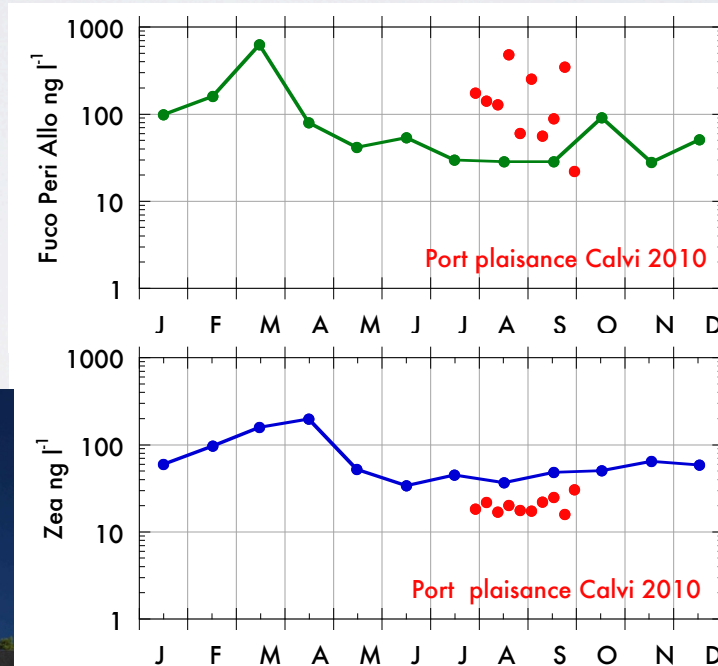 Fuco Peri Allo ng l-1
1000
100
10
1
Port plaisance Calvi 2010
J F M A M J J A S O N D
Zea ng l-1
1000
100
10
1
Port plaisance Calvi 2010
J F M A M J J A S O N D